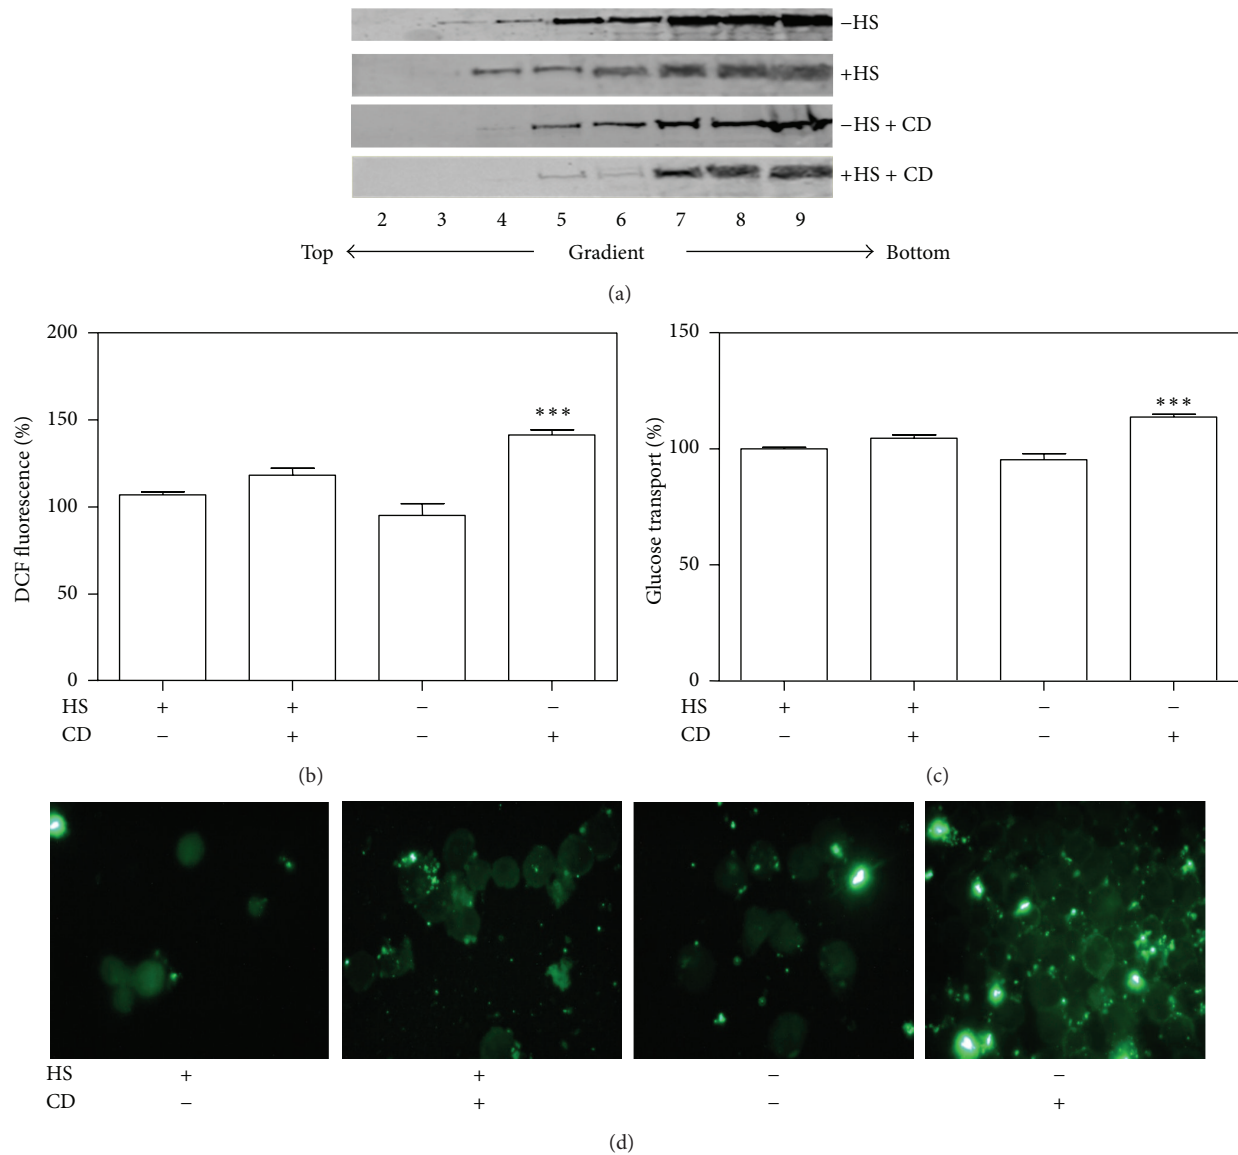 −HS
+HS
−HS + CD
+HS + CD
2 3 4 5 6 7 8 9
Top Gradient Bottom
(a)
200
150
100
50
0
DCF fluorescence (%)
***
HS + + − −
CD − + − +
(b)
150
100
50
0
Glucose transport (%)
***
HS + + − −
CD − + − +
(c)
HS + + − −
CD − + − +
(d)